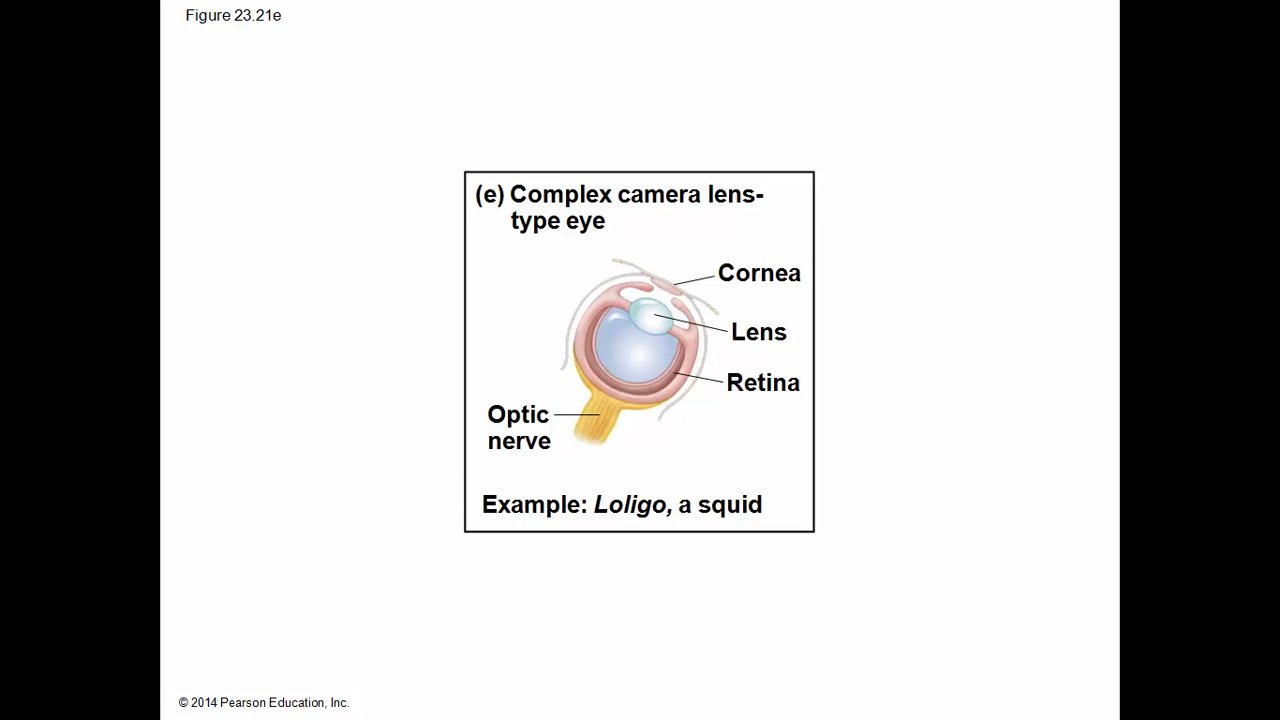 Figure 23.21e
(e) Complex camera lens-
type eye
Cornea
Lens
Retina
Optic
nerve
Example: Loligo, a squid
© 2014 Pearson Education, Inc.